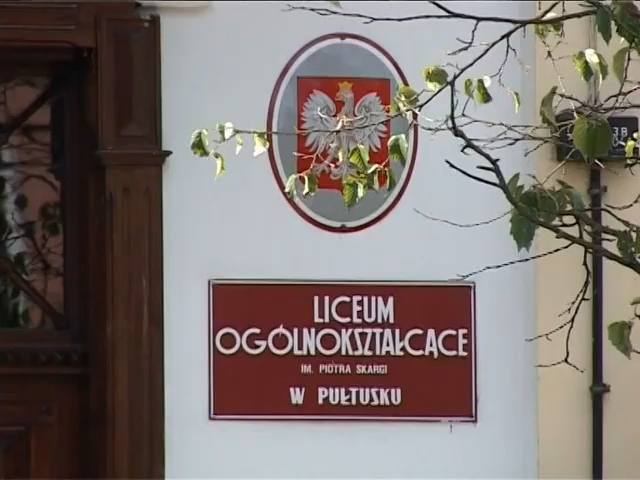 LICEUM
OGÓLNOKSZTAŁCĄCE
IM. PIOTRA SKARGI
W PUŁTUSKU